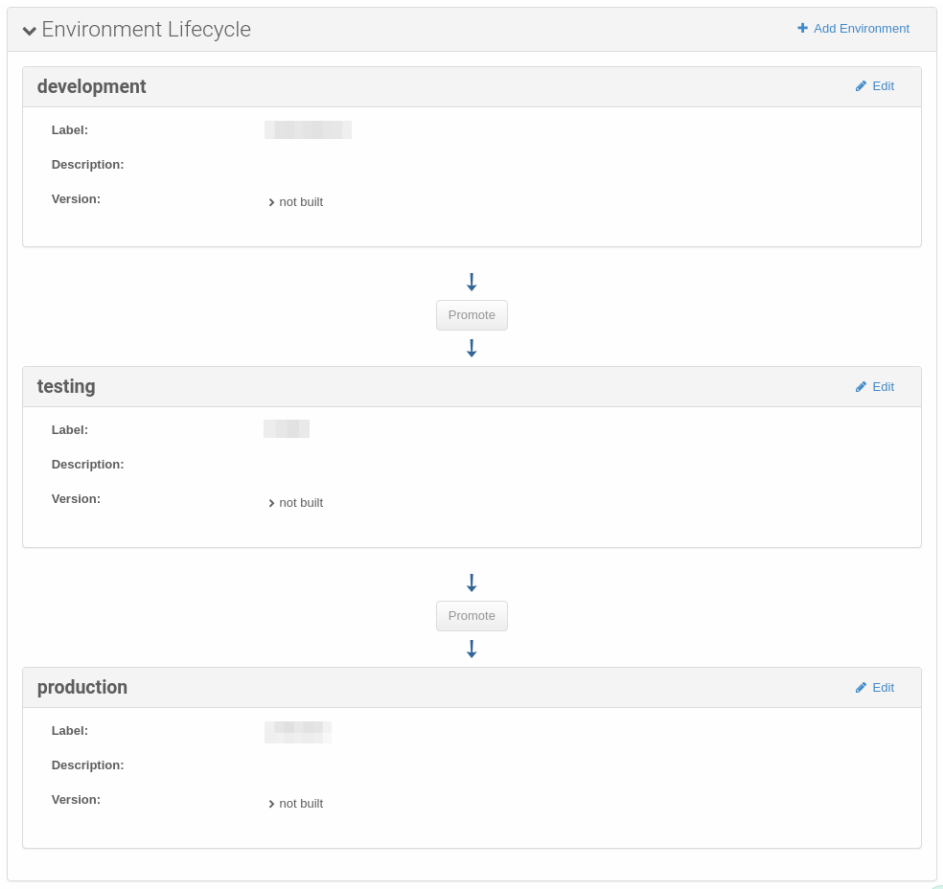 Environment Lifecycle
Add Environment
development
Edit
Label:
Description:
Version:
not built
Promote
testing
Edit
Label:
Description:
Version:
not built
Promote
production
Edit
Label:
Description:
Version:
not built